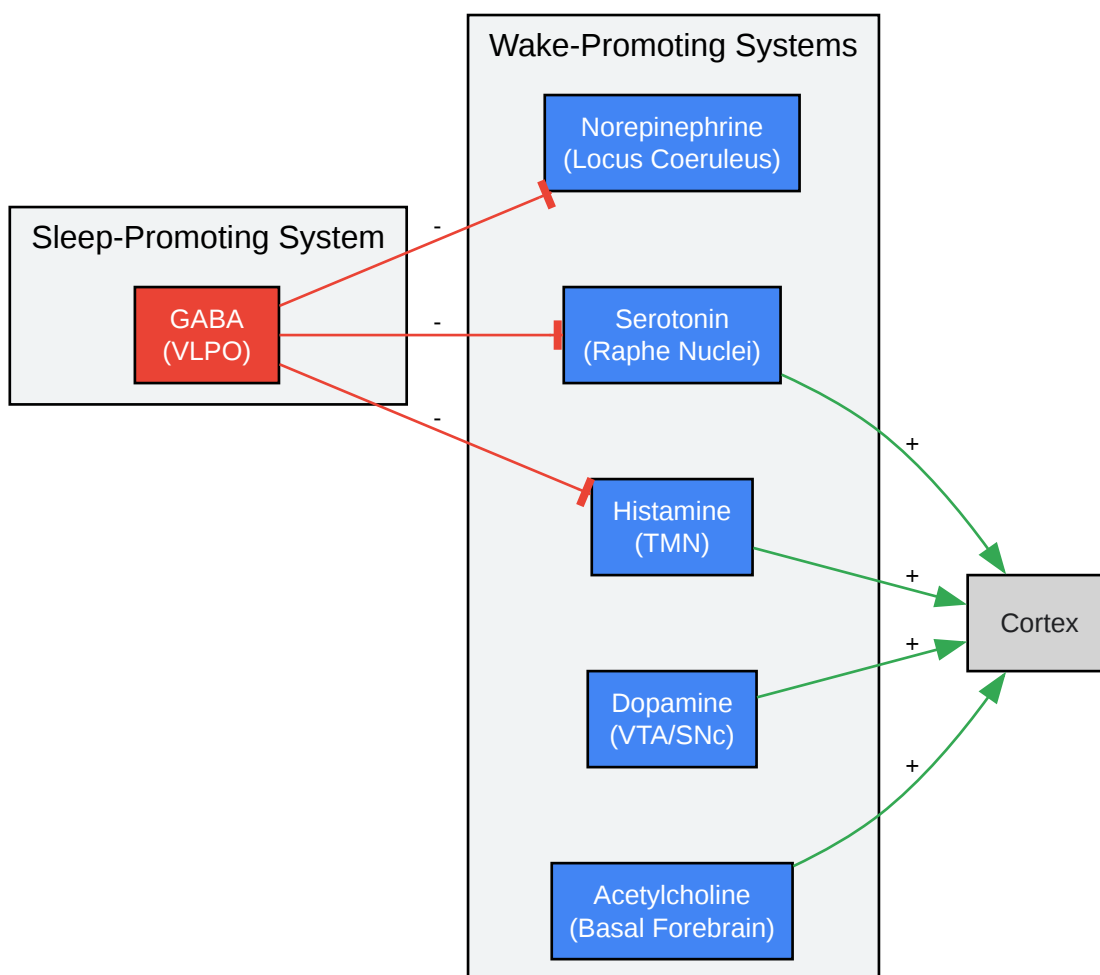 Wake-Promoting Systems
Norepinephrine
(Locus Coeruleus)
Sleep-Promoting System
-
GABA
(VLPO)
-
Serotonin
(Raphe Nuclei)
-
+
Histamine
(TMN)
+
Cortex
+
Dopamine
(VTA/SNc)
+
Acetylcholine
(Basal Forebrain)